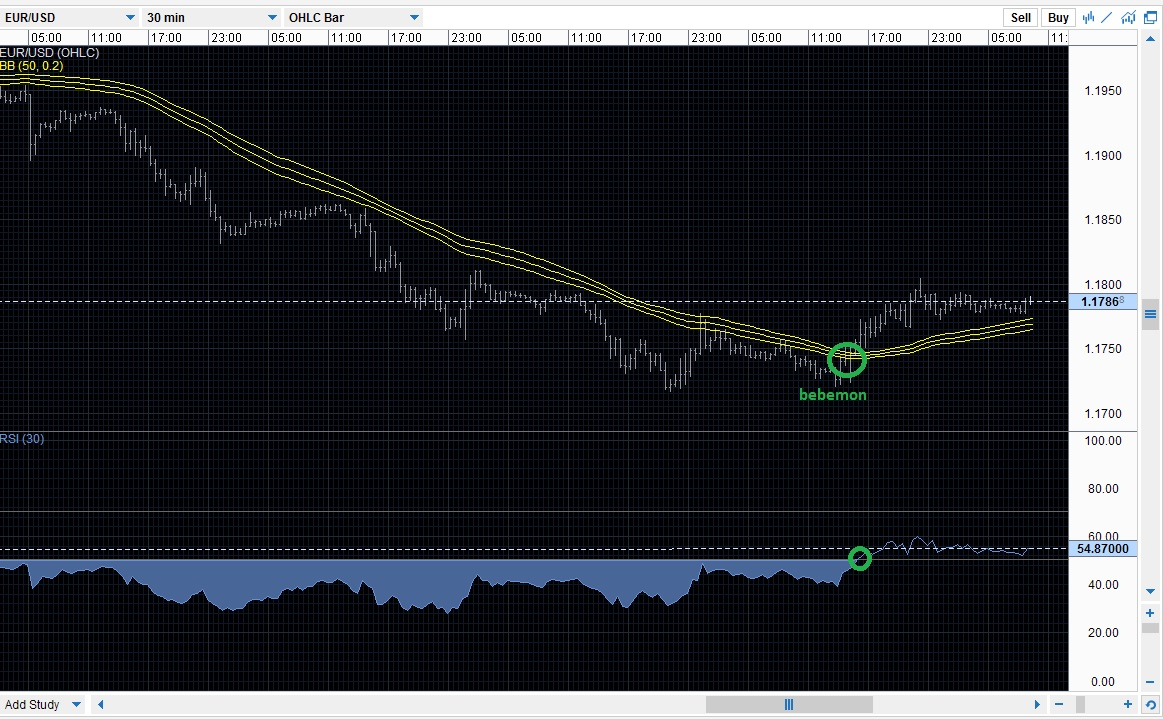 EUR/USD 30 min OHLC Bar Sell Buy
05:00 11:00 17:00 23:00 05:00 11:00 17:00 23:00 05:00 11:00 17:00 23:00 05:00 11:00 17:00 23:00 05:00 11:
EUR/USD (OHLC)
BB (50, 0.2)
1.1950
1.1900
1.1850
1.1800
1.17868
1.1750
bebemon
1.1700
RSI (30)
100.00
80.00
60.00
54.87000
40.00
20.00
0.00
Add Study